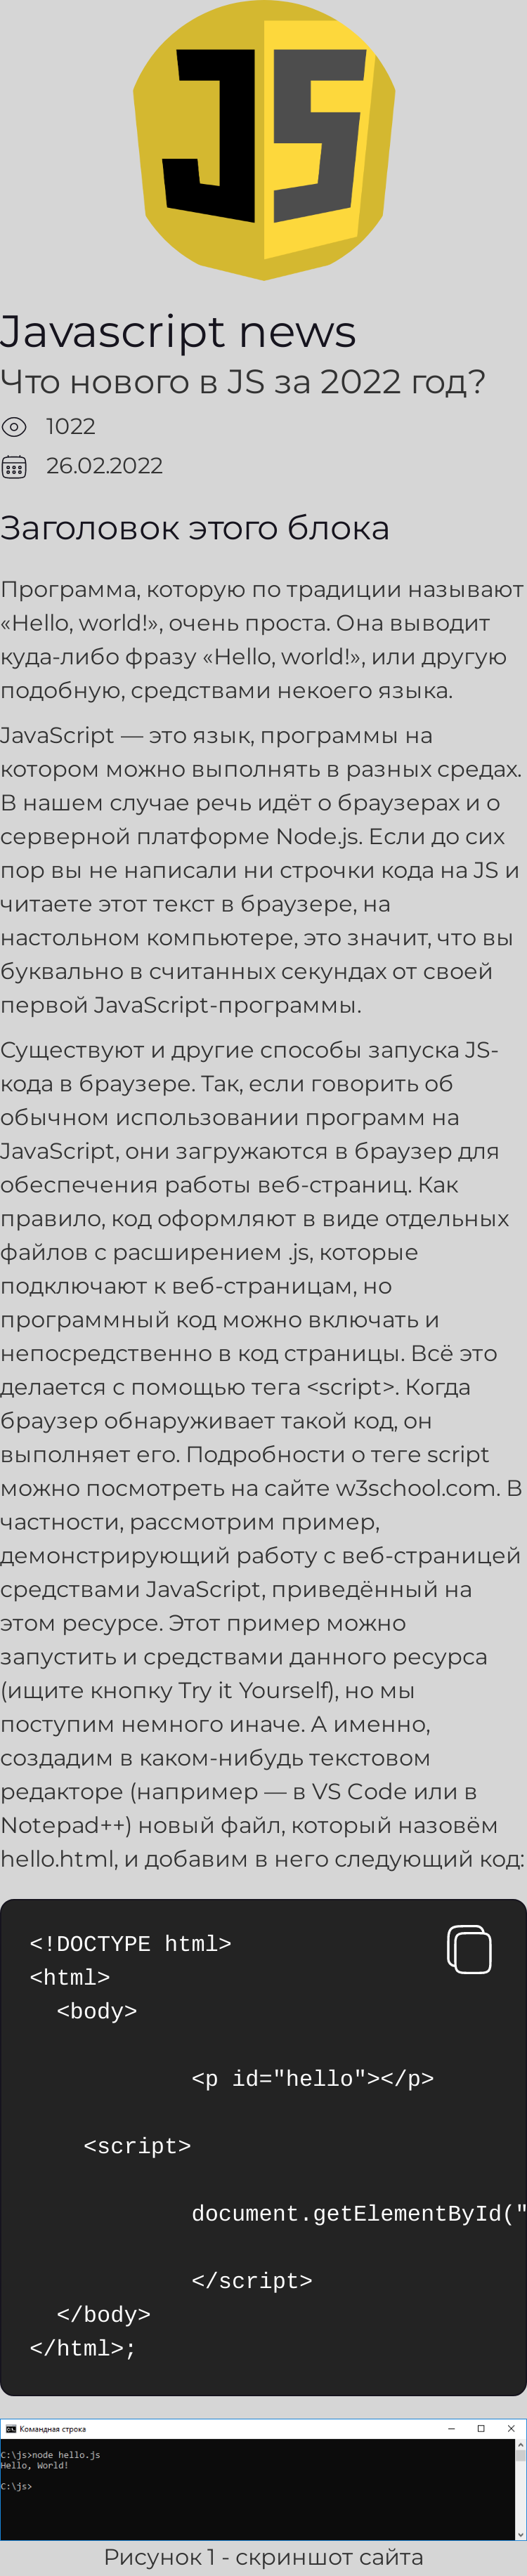 JS
Javascript news
Что нового в JS за 2022 год?
1022
26.02.2022
Заголовок этого блока
Программа, которую по традиции называют
«Hello, world!», очень проста. Она выводит
куда-либо фразу «Hello, world!», или другую
подобную, средствами некоего языка.
JavaScript — это язык, программы на
котором можно выполнять в разных средах.
В нашем случае речь идёт о браузерах и о
серверной платформе Node.js. Если до сих
пор вы не написали ни строчки кода на JS и
читаете этот текст в браузере, на
настольном компьютере, это значит, что вы
буквально в считанных секундах от своей
первой JavaScript-программы.
Существуют и другие способы запуска JS-
кода в браузере. Так, если говорить об
обычном использовании программ на
JavaScript, они загружаются в браузер для
обеспечения работы веб-страниц. Как
правило, код оформляют в виде отдельных
файлов с расширением .js, которые
подключают к веб-страницам, но
программный код можно включать и
непосредственно в код страницы. Всё это
делается с помощью тега <script>. Когда
браузер обнаруживает такой код, он
выполняет его. Подробности о теге script
можно посмотреть на сайте w3school.com. В
частности, рассмотрим пример,
демонстрирующий работу с веб-страницей
средствами JavaScript, приведённый на
этом ресурсе. Этот пример можно
запустить и средствами данного ресурса
(ищите кнопку Try it Yourself), но мы
поступим немного иначе. А именно,
создадим в каком-нибудь текстовом
редакторе (например — в VS Code или в
Notepad++) новый файл, который назовём
hello.html, и добавим в него следующий код:
<!DOCTYPE html>
<html>
<body>
<p id="hello"></p>
<script>
document.getElementById("
</script>
</body>
</html>;
Командная строка
C:\js>node hello.js
Hello, World!
C:\js>
Рисунок 1 - скриншот сайта